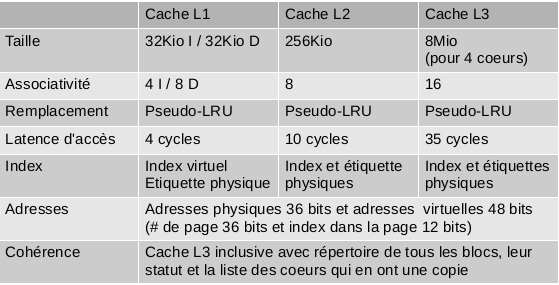 Cache L1 Cache L2 Cache L3
Taille 32Kio I / 32Kio D 256Kio 8Mio
(pour 4 coeurs)
Associativité 4 I / 8 D 8 16
Remplacement Pseudo-LRU Pseudo-LRU Pseudo-LRU
Latence d'accès 4 cycles 10 cycles 35 cycles
Index Index virtuel Index et étiquette Index et étiquettes
Etiquette physique physiques physiques
Adresses Adresses physiques 36 bits et adresses virtuelles 48 bits
(# de page 36 bits et index dans la page 12 bits)
Cohérence Cache L3 inclusive avec répertoire de tous les blocs, leur
statut et la liste des coeurs qui en ont une copie